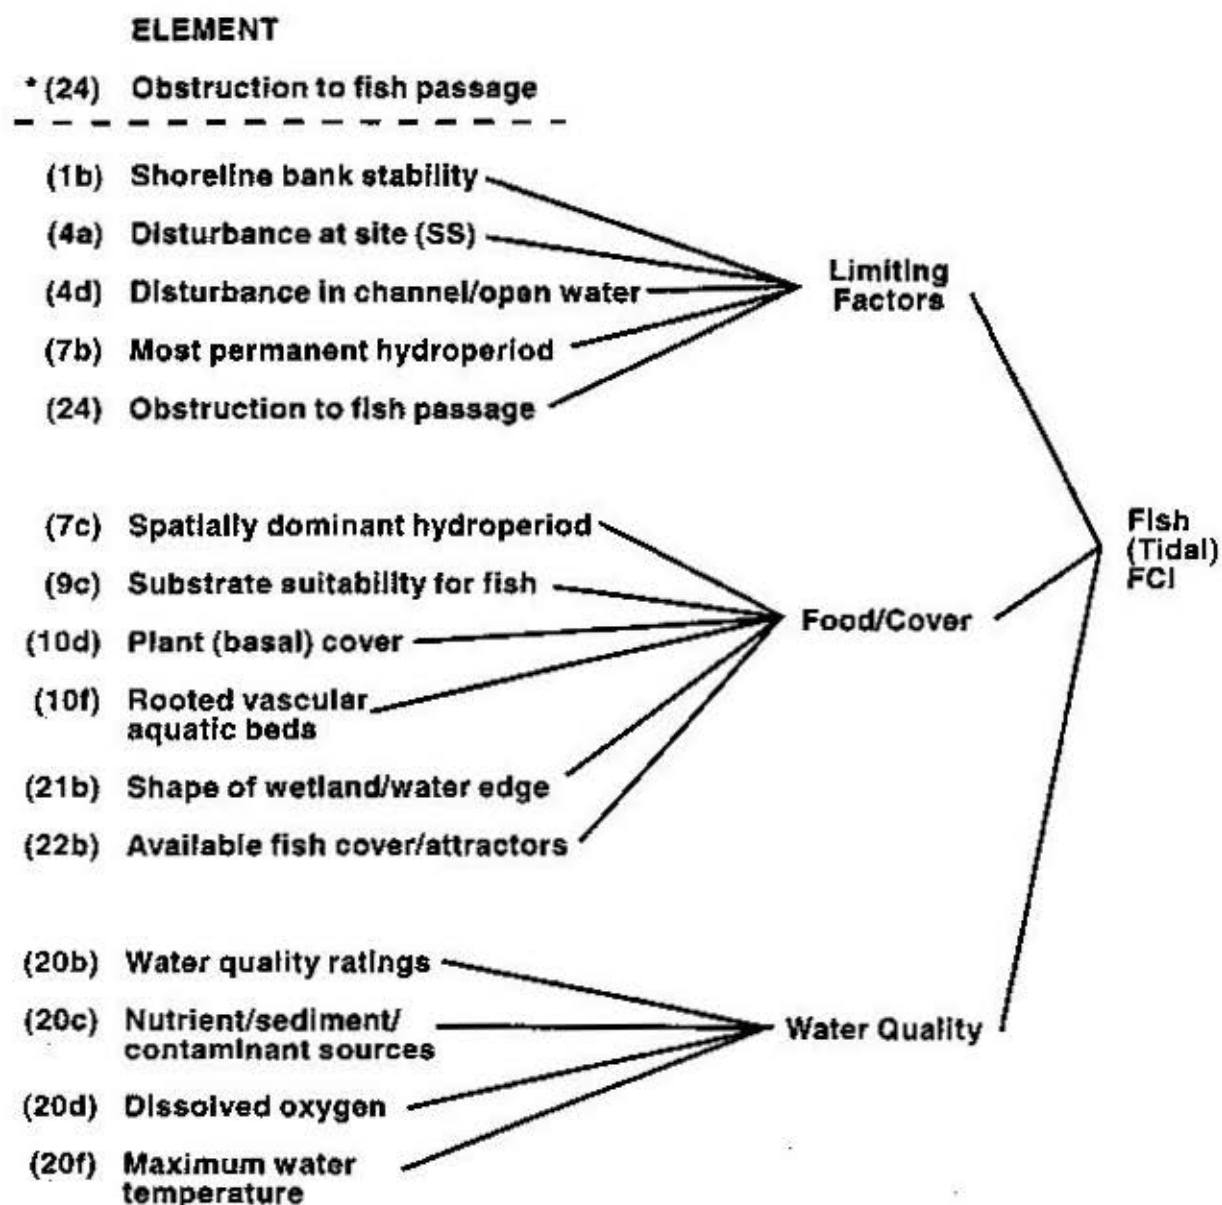 ELEMENT
* (24) Obstruction to fish passage
(1b) Shoreline bank stability
(4a) Disturbance at site (SS)
(4d) Disturbance in channel/open water
(7b) Most permanent hydroperiod
(24) Obstruction to fish passage
Limiting
Factors
(7c) Spatially dominant hydroperiod
(9c) Substrate suitability for fish
(10d) Plant (basal) cover
(10f) Rooted vascular
aquatic beds
(21b) Shape of wetland/water edge
(22b) Available fish cover/attractors
Food/Cover
Fish
(Tidal)
FCI
(20b) Water quality ratings
(20c) Nutrient/sediment/
contaminant sources
(20d) Dissolved oxygen
(20f) Maximum water
temperature
Water Quality